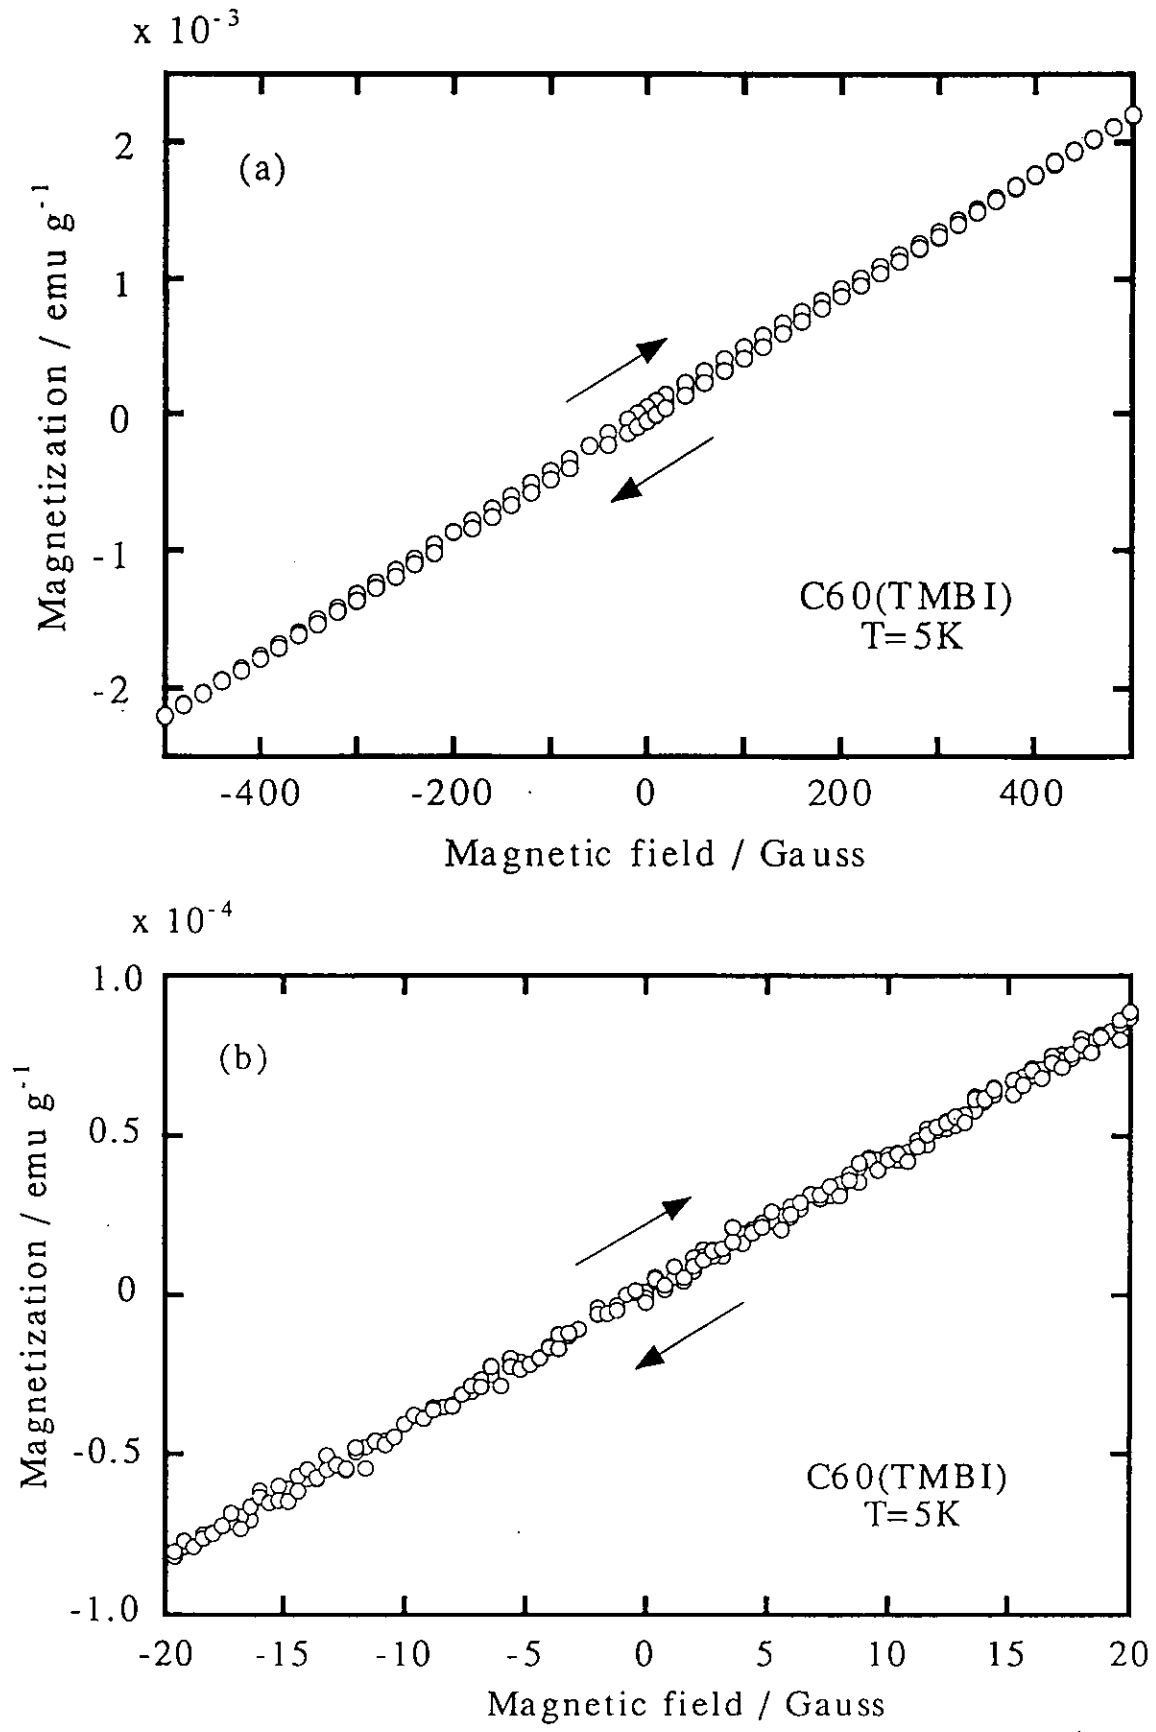 x 10⁻³
2
1
0
-1
-2
Magnetization / emu g⁻¹
(a)
C60(TMBI)
T=5K
-400 -200 0 200 400
Magnetic field / Gauss
x 10⁻⁴
1.0
0.5
0
-0.5
-1.0
Magnetization / emu g⁻¹
(b)
C60(TMBI)
T=5K
-20 -15 -10 -5 0 5 10 15 20
Magnetic field / Gauss